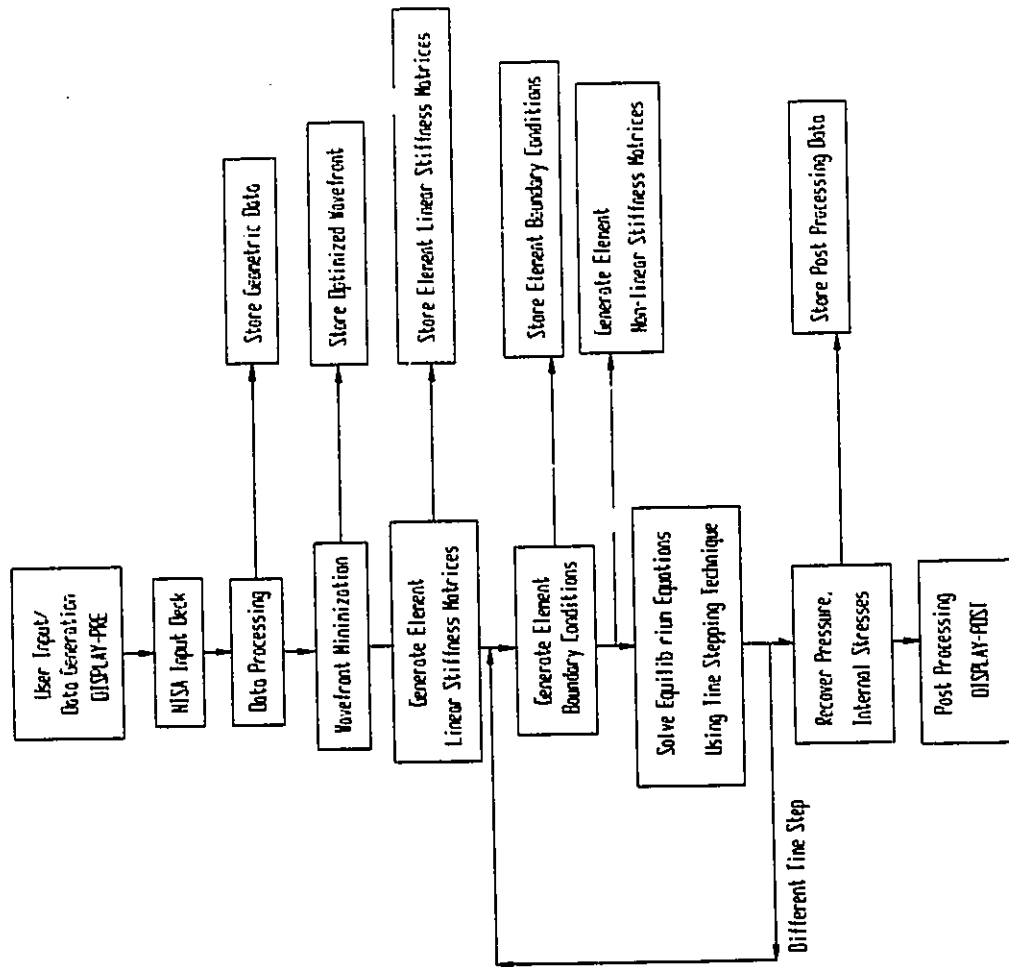 User Input/
Data Generation
DISPLAY-PRE
NISA Input Deck
Data Processing
Store Geometric Data
Wavefront Minimization
Store Optimized Wavefront
Generate Element
Linear Stiffness Matrices
Store Element Linear Stiffness Matrices
Generate Element
Boundary Conditions
Store Element Boundary Conditions
Generate Element
Non-linear Stiffness Matrices
Solve Equilib rium Equations
Using Time Stepping Technique
Different Time Step
Recover Pressure,
Internal Stresses
Store Post Processing Data
Post Processing
DISPLAY-POST